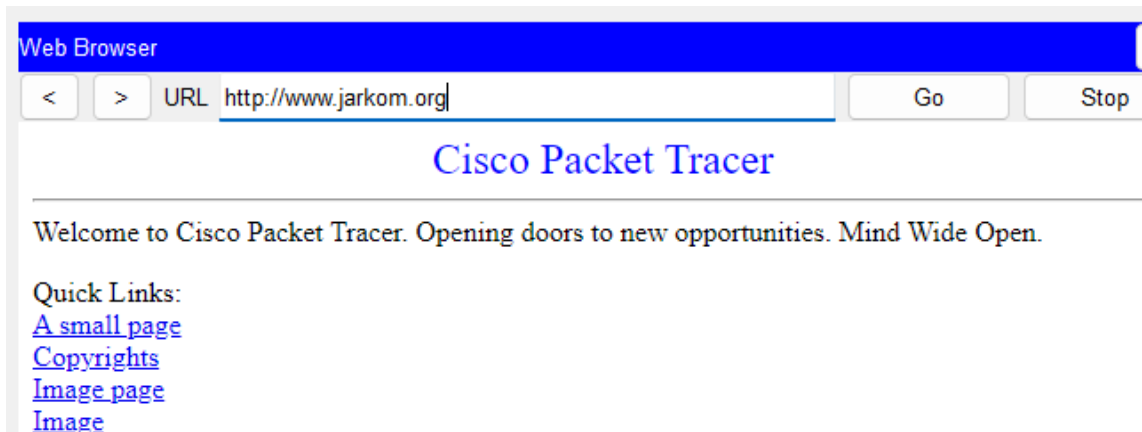 Web Browser
< > URL http://www.jarkom.org Go Stop
Cisco Packet Tracer
Welcome to Cisco Packet Tracer. Opening doors to new opportunities. Mind Wide Open.
Quick Links:
A small page
Copyrights
Image page
Image